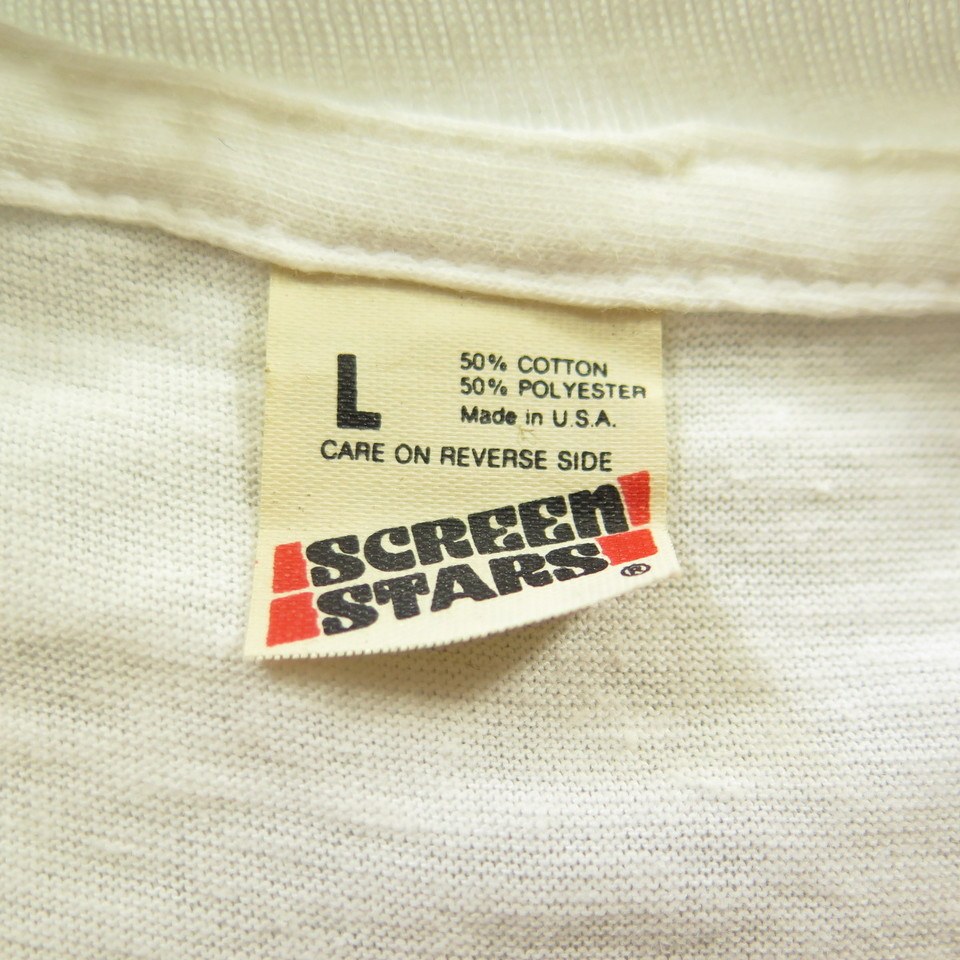 L
50% COTTON
50% POLYESTER
Made in U.S.A.
CARE ON REVERSE SIDE
SCREEN
STARS®